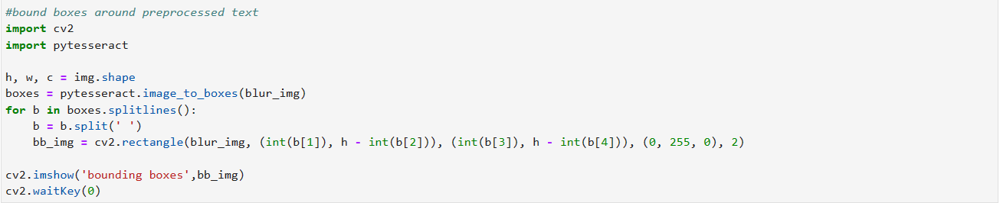 #bound boxes around preprocessed text
import cv2
import pytesseract

h, w, c = img.shape
boxes = pytesseract.image_to_boxes(blur_img)
for b in boxes.splitlines():
    b = b.split(' ')
    bb_img = cv2.rectangle(blur_img, (int(b[1]), h - int(b[2])), (int(b[3]), h - int(b[4])), (0, 255, 0), 2)

cv2.imshow('bounding boxes',bb_img)
cv2.waitKey(0)